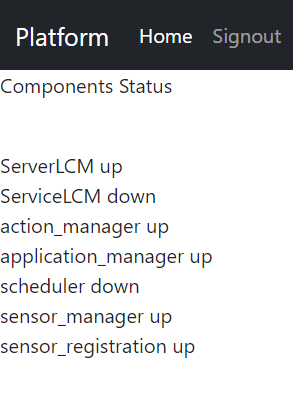 Platform Home Signout
Components Status
ServerLCM up
ServiceLCM down
action_manager up
application_manager up
scheduler down
sensor_manager up
sensor_registration up